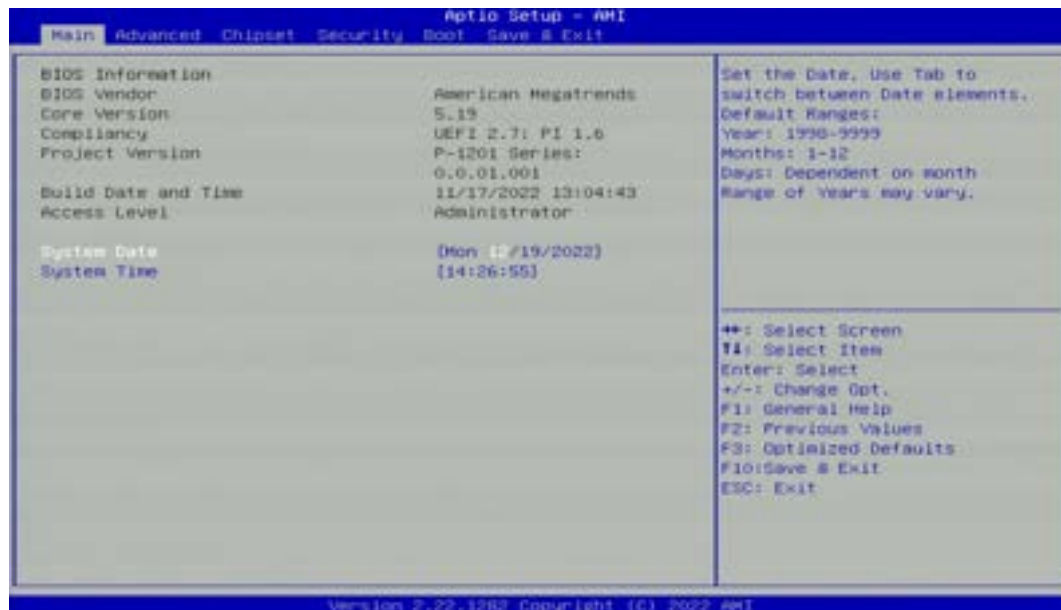 Aptio Setup - AMI
Main Advanced Chipset Security Boot Save & Exit
BIOS Information
BIOS Vendor American Megatrends
Core Version 5.19
Compliancy UEFI 2.7; PI 1.6
Project Version P-1201 Series:
0.0.01.001
Build Date and Time 11/17/2022 13:04:43
Access Level Administrator
System Date [Mon 12/19/2022]
System Time [14:26:55]
Set the Date. Use Tab to
switch between Date elements.
Default Ranges:
Year: 1998-9999
Months: 1-12
Days: Dependent on month
Range of Years may vary.
→←: Select Screen
↑↓: Select Item
Enter: Select
+/-: Change Opt.
F1: General Help
F2: Previous Values
F3: Optimized Defaults
F10:Save & Exit
ESC: Exit
Version 2.22.1282 Copyright (C) 2022 AMI